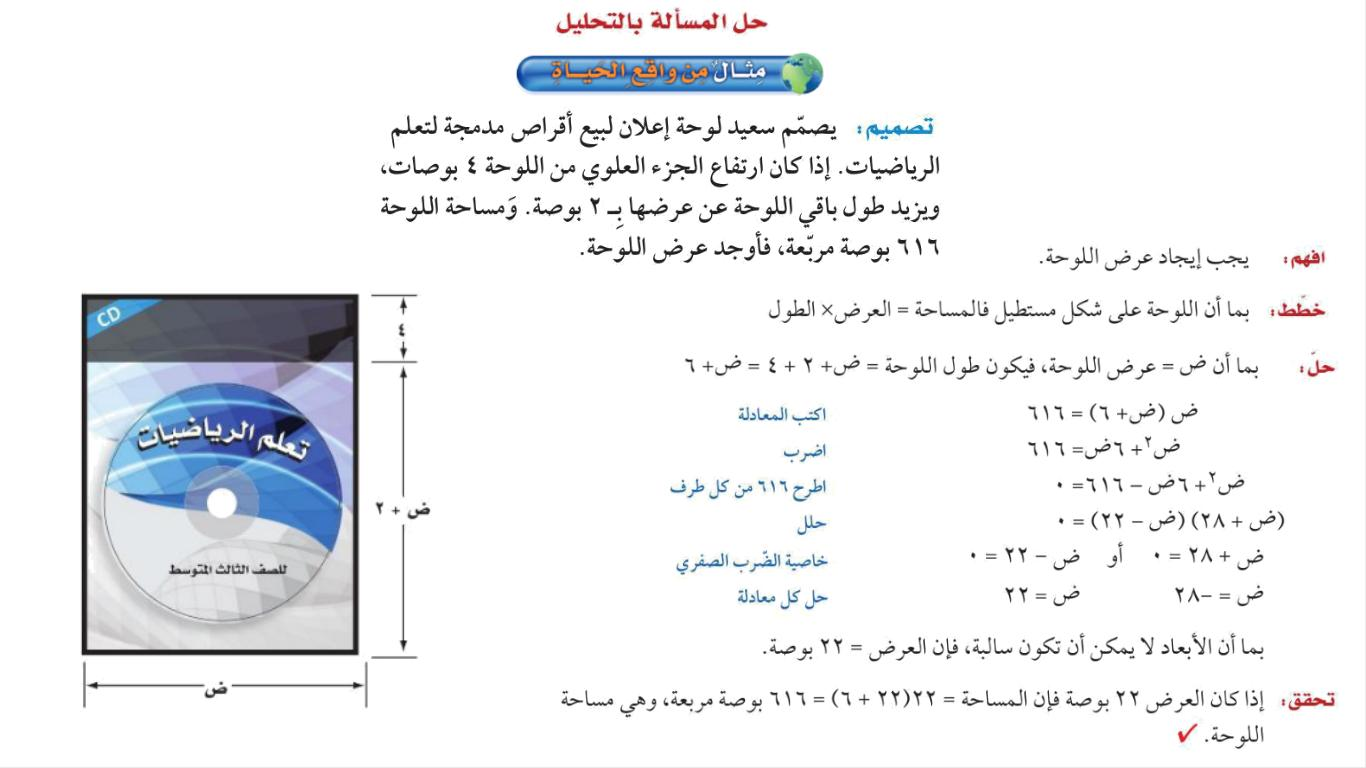 حل المسألة بالتحليل
مِثـالٌ مِن واقِعِ الحَيـاةِ
تصميم: يصمّم سعيد لوحة إعلان لبيع أقراص مدمجة لتعلم
الرياضيات. إذا كان ارتفاع الجزء العلوي من اللوحة ٤ بوصات،
ويزيد طول باقي اللوحة عن عرضها بِـ ٢ بوصة. وَمساحة اللوحة
٦١٦ بوصة مربّعة، فأوجد عرض اللوحة.
افهم: يجب إيجاد عرض اللوحة.
خطّط: بما أن اللوحة على شكل مستطيل فالمساحة = العرض× الطول
حلّ: بما أن ض = عرض اللوحة، فيكون طول اللوحة = ض+ ٢ + ٤ = ض+ ٦
ض (ض+ ٦) = ٦١٦ اكتب المعادلة
ض٢+ ٦ض= ٦١٦ اضرب
ض٢+ ٦ض – ٦١٦= ٠ اطرح ٦١٦ من كل طرف
(ض + ٢٨) (ض – ٢٢) = ٠ حلل
ض + ٢٨ = ٠ أو ض – ٢٢ = ٠ خاصية الضّرب الصفري
ض = –٢٨ ض = ٢٢ حل كل معادلة
بما أن الأبعاد لا يمكن أن تكون سالبة، فإن العرض = ٢٢ بوصة.
تحقق: إذا كان العرض ٢٢ بوصة فإن المساحة = ٢٢(٢٢ + ٦) = ٦١٦ بوصة مربعة، وهي مساحة
اللوحة. ✓
CD
٤
تعلم الرياضيات
ض + ٢
للصف الثالث المتوسط
ض